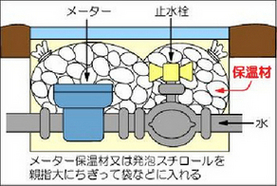 メーター
止水栓
保温材
水
メーター保温材又は発泡スチロールを
親指大にちぎって袋などに入れる